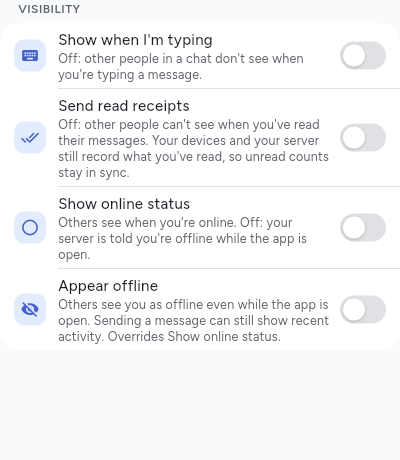 VISIBILITY
Show when I'm typing
Off: other people in a chat don't see when
you're typing a message.
Send read receipts
Off: other people can't see when you've read
their messages. Your devices and your server
still record what you've read, so unread counts
stay in sync.
Show online status
Others see when you're online. Off: your
server is told you're offline while the app is
open.
Appear offline
Others see you as offline even while the app is
open. Sending a message can still show recent
activity. Overrides Show online status.